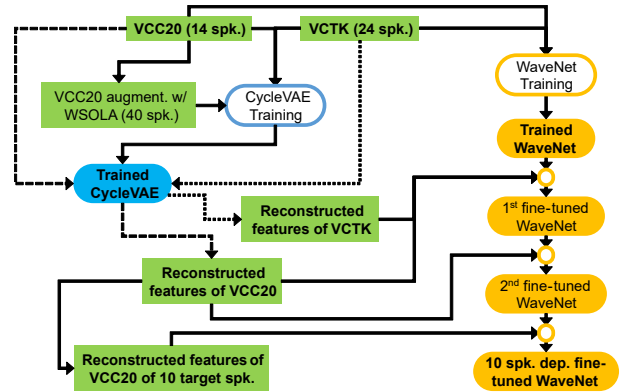 VCC20 (14 spk.)
VCTK (24 spk.)
WaveNet
Training
VCC20 augment. w/
WSOLA (40 spk.)
CycleVAE
Training
Trained
WaveNet
Trained
CycleVAE
Reconstructed
features of VCTK
1st fine-tuned
WaveNet
Reconstructed
features of VCC20
2nd fine-tuned
WaveNet
Reconstructed features of
VCC20 of 10 target spk.
10 spk. dep. fine-
tuned WaveNet